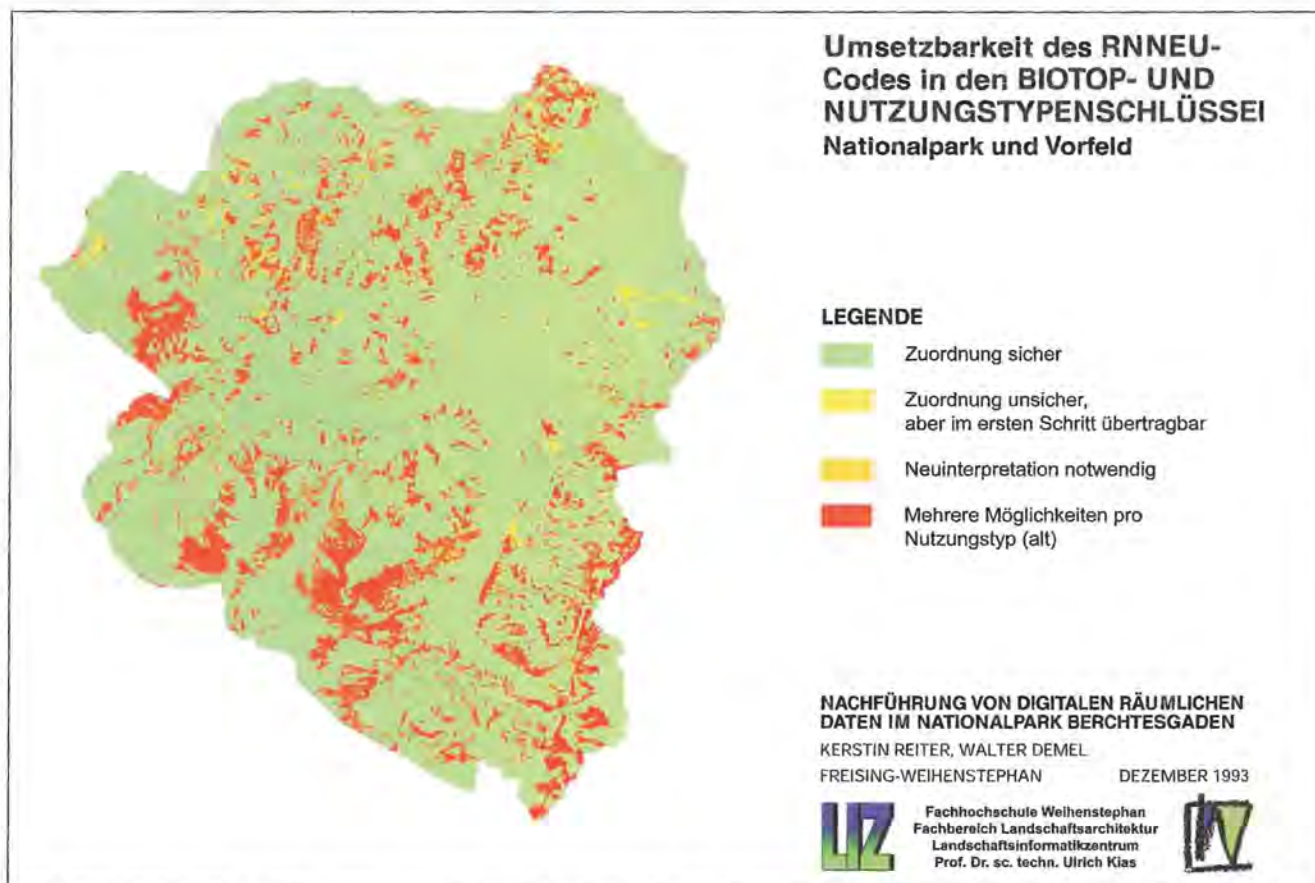 Umsetzbarkeit des RNNEU-
Codes in den BIOTOP- UND
NUTZUNGSTYPENSCHLÜSSEl
Nationalpark und Vorfeld
LEGENDE
Zuordnung sicher
Zuordnung unsicher,
aber im ersten Schritt übertragbar
Neuinterpretation notwendig
Mehrere Möglichkeiten pro
Nutzungstyp (alt)
NACHFÜHRUNG VON DIGITALEN RÄUMLICHEN
DATEN IM NATIONALPARK BERCHTESGADEN
KERSTIN REITER, WALTER DEMEL
FREISING-WEIHENSTEPHAN DEZEMBER 1993
LIZ
Fachhochschule Weihenstephan
Fachbereich Landschaftsarchitektur
Landschaftsinformatikzentrum
Prof. Dr. sc. techn. Ulrich Kias